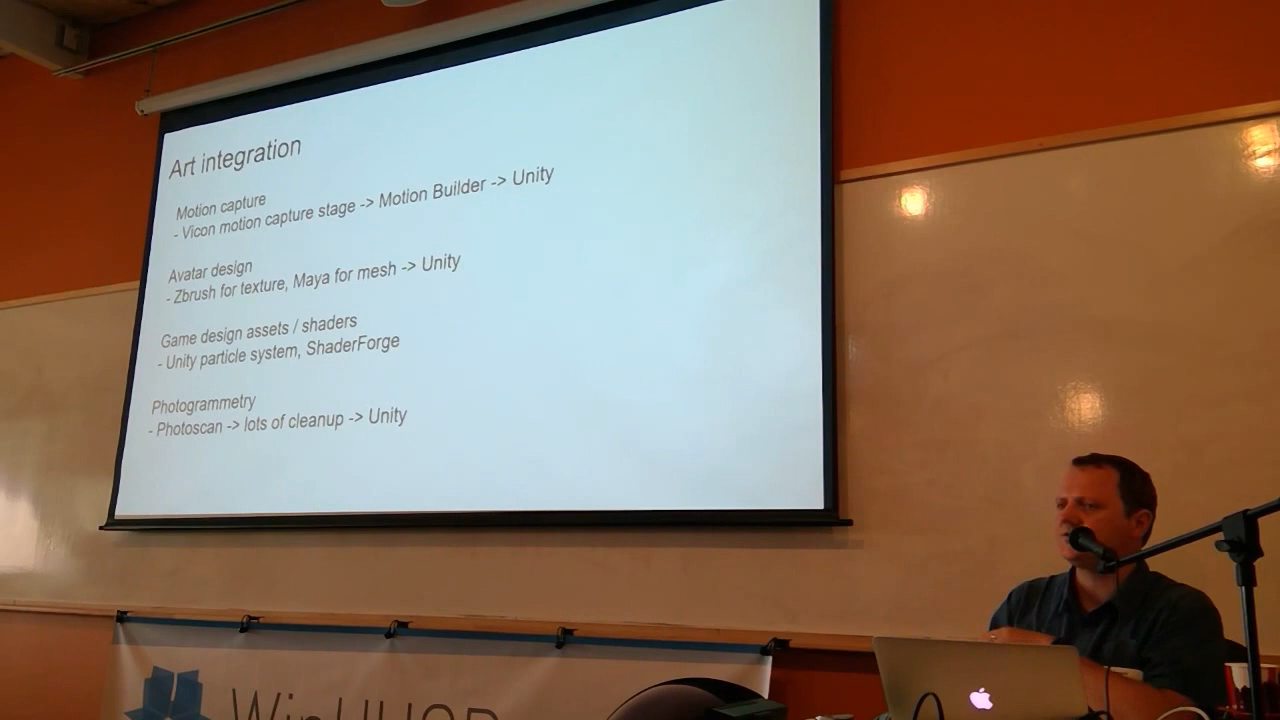 Art integration
Motion capture
- Vicon motion capture stage -> Motion Builder -> Unity
Avatar design
- Zbrush for texture, Maya for mesh -> Unity
Game design assets / shaders
- Unity particle system, ShaderForge
Photogrammetry
- Photoscan -> lots of cleanup -> Unity